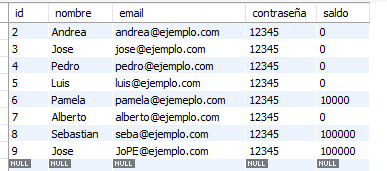 id nombre email contraseña saldo
2 Andrea andrea@ejemplo.com 12345 0
3 Jose jose@ejemplo.com 12345 0
4 Pedro pedro@ejemplo.com 12345 0
5 Luis luis@ejemplo.com 12345 0
6 Pamela pamela@ejemeplo.com 12345 10000
7 Alberto alberto@ejemplo.com 12345 0
8 Sebastian seba@ejemplo.com 12345 100000
9 Jose JoPE@ejemplo.com 12345 100000
NULL NULL NULL NULL NULL